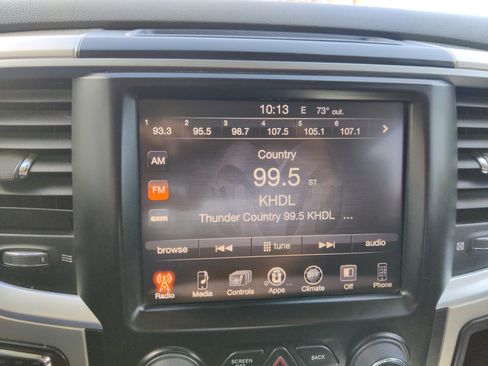 10:13 E 73° out.
1 93.3 2 95.5 3 98.7 4 107.5 5 105.1 6 107.1
AM
Country
FM
99.5 ST
KHDL
sxm
Thunder Country 99.5 KHDL ...
browse tune audio
Radio Media Controls Apps Climate Off Phone
SCREEN
OFF
BACK